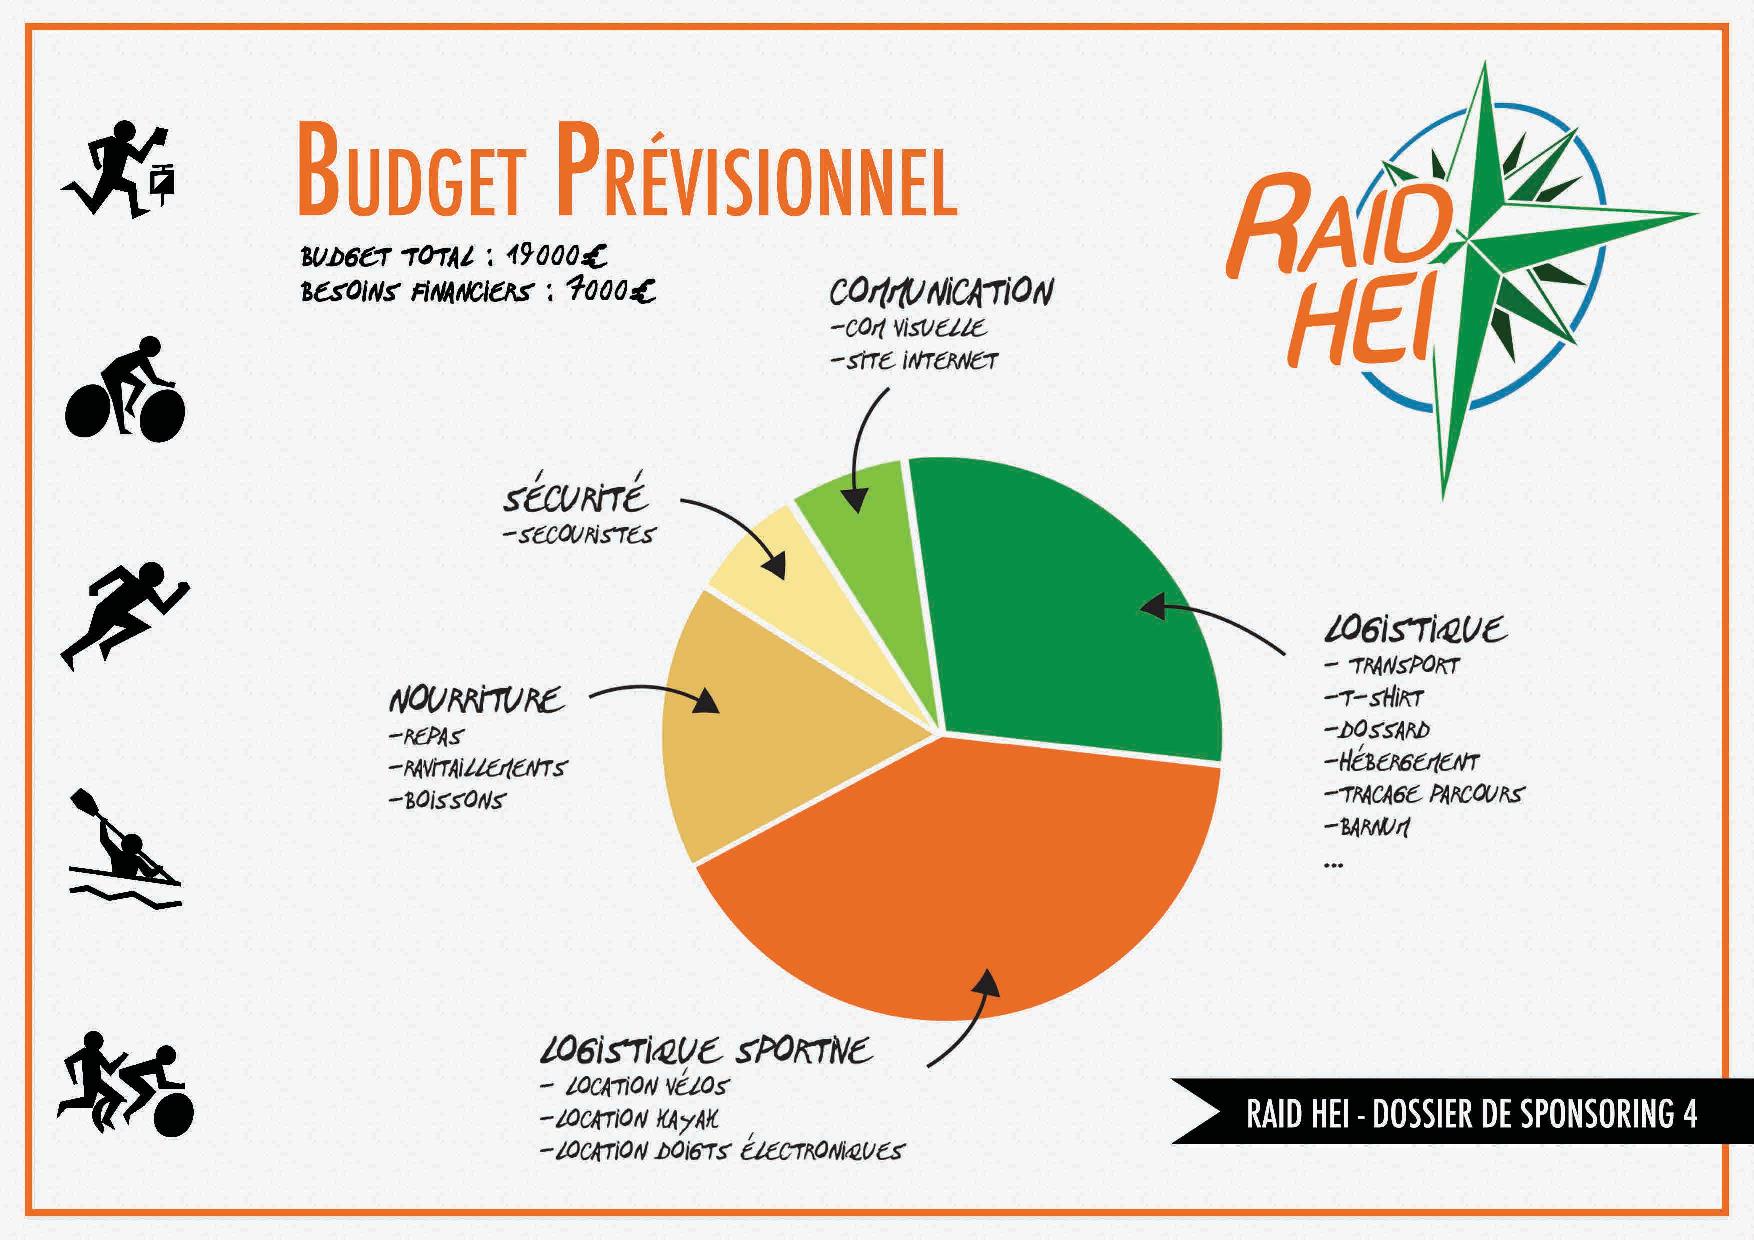 BUDGET PRÉVISIONNEL
BUDGET TOTAL : 19000€
BESOINS FINANCIERS : 7000€
RAID
HEI
COMMUNICATION
-COM VISUELLE
-SITE INTERNET
SÉCURITÉ
-SECOURISTES
NOURRITURE
-REPAS
-RAVITAILLEMENTS
-BOISSONS
LOGISTIQUE
- TRANSPORT
-T-SHIRT
-DOSSARD
-HÉBERGEMENT
-TRACAGE PARCOURS
-BARNUM
...
LOGISTIQUE SPORTIVE
- LOCATION VÉLOS
-LOCATION KAYAK
-LOCATION DOIGTS ÉLECTRONIQUES
RAID HEI - DOSSIER DE SPONSORING 4